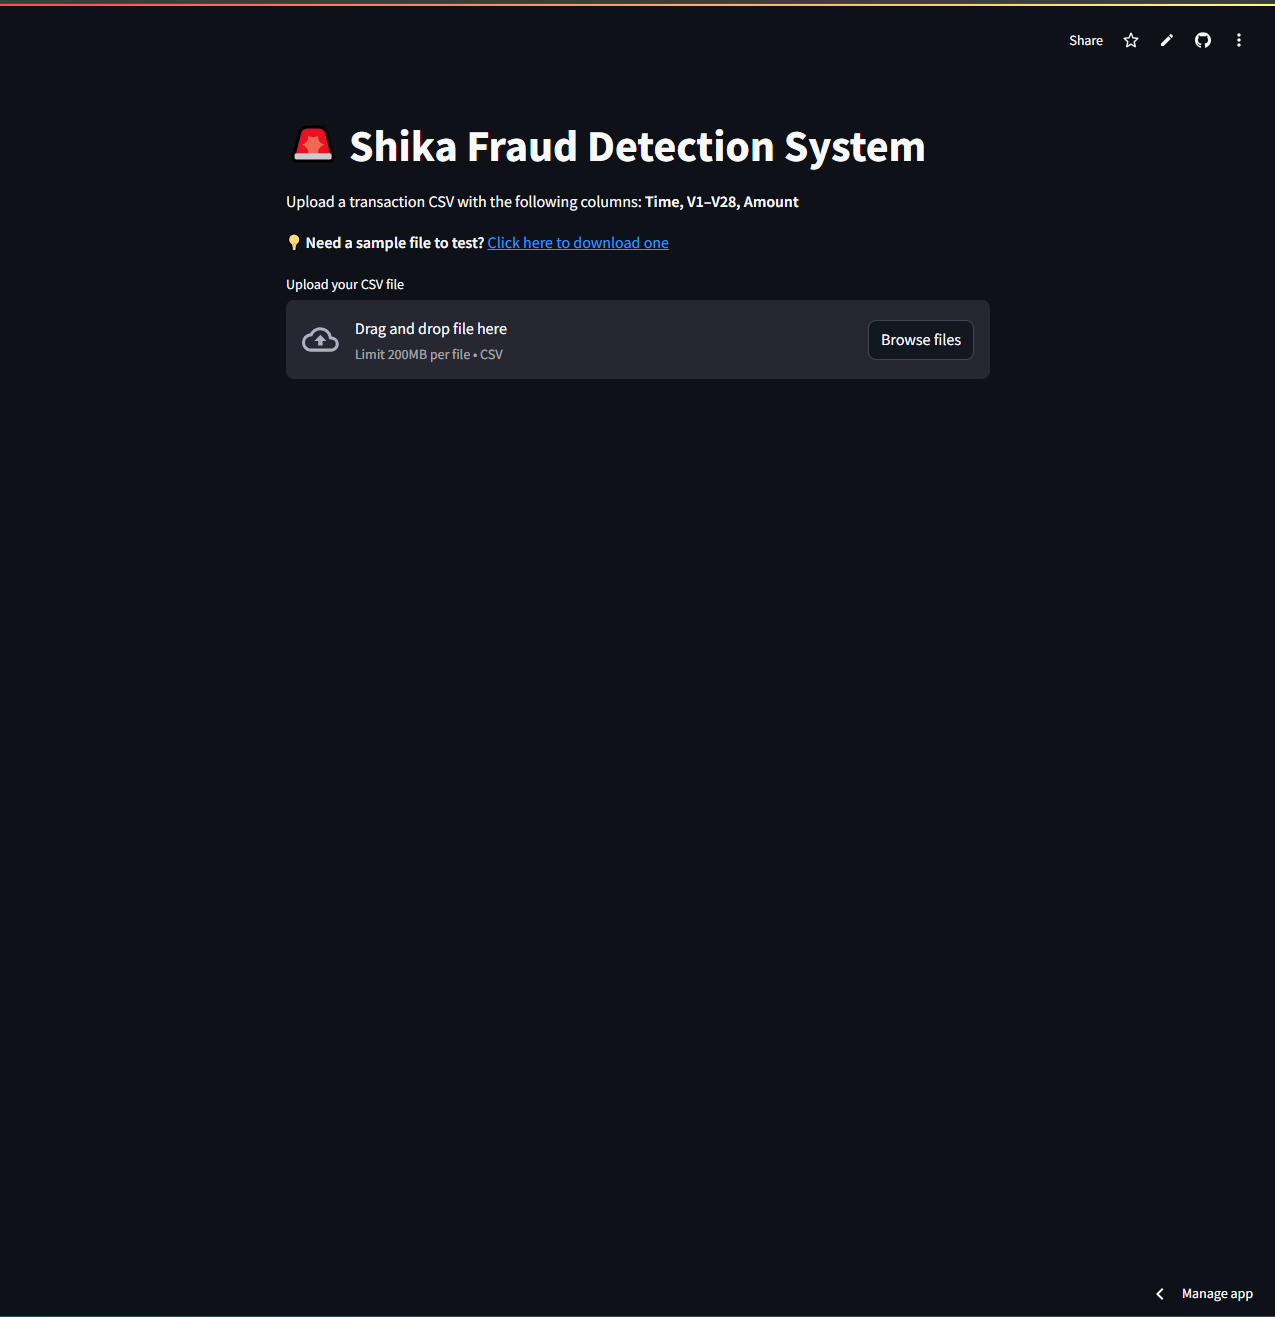 Share
🚨 Shika Fraud Detection System
Upload a transaction CSV with the following columns: Time, V1–V28, Amount
💡 Need a sample file to test? Click here to download one
Upload your CSV file
Drag and drop file here
Limit 200MB per file • CSV
Browse files
Manage app